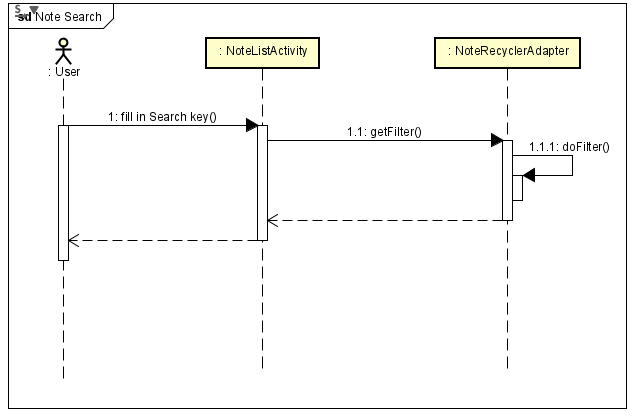 sd Note Search
: User
: NoteListActivity
: NoteRecyclerAdapter
1: fill in Search key()
1.1: getFilter()
1.1.1: doFilter()